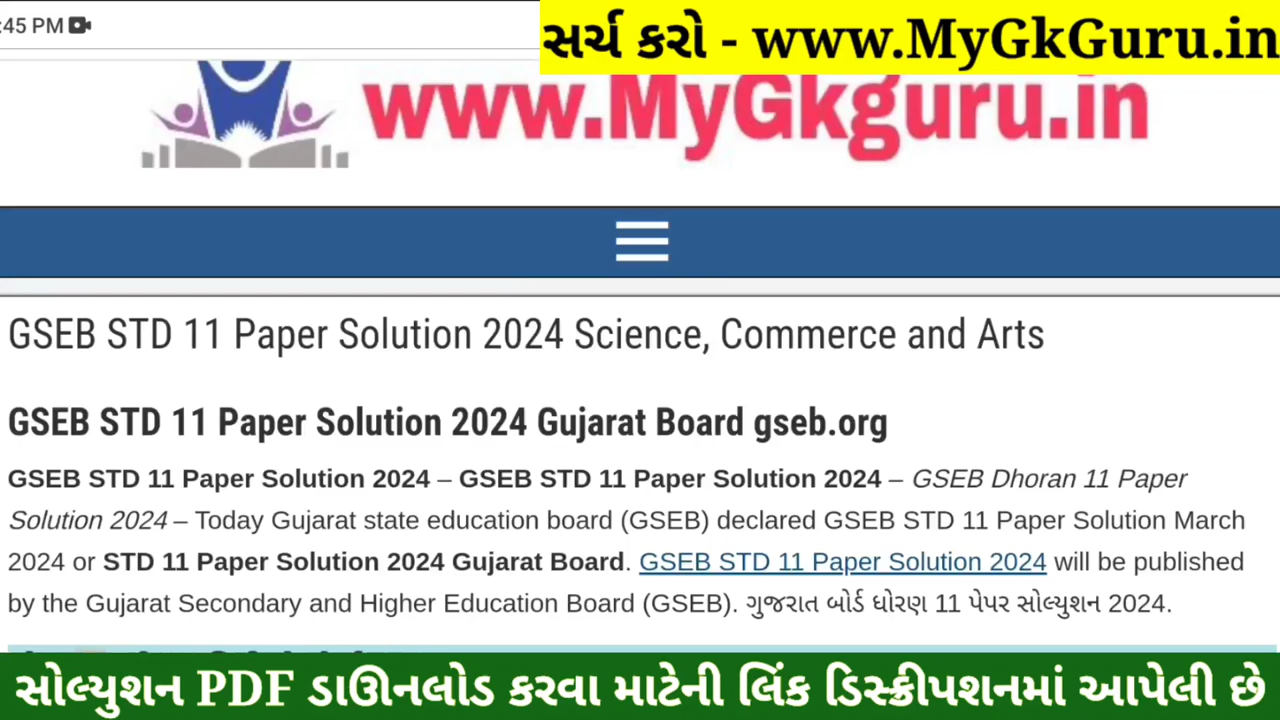 :45 PM
સર્ચ કરો - www.MyGkGuru.in
www.MyGkguru.in
GSEB STD 11 Paper Solution 2024 Science, Commerce and Arts
GSEB STD 11 Paper Solution 2024 Gujarat Board gseb.org
GSEB STD 11 Paper Solution 2024 – GSEB STD 11 Paper Solution 2024 – GSEB Dhoran 11 Paper
Solution 2024 – Today Gujarat state education board (GSEB) declared GSEB STD 11 Paper Solution March
2024 or STD 11 Paper Solution 2024 Gujarat Board. GSEB STD 11 Paper Solution 2024 will be published
by the Gujarat Secondary and Higher Education Board (GSEB). ગુજરાત બોર્ડ ધોરણ 11 પેપર સોલ્યુશન 2024.
સોલ્યુશન PDF ડાઊનલોડ કરવા માટેની લિંક ડિસ્ક્રીપશનમાં આપેલી છે